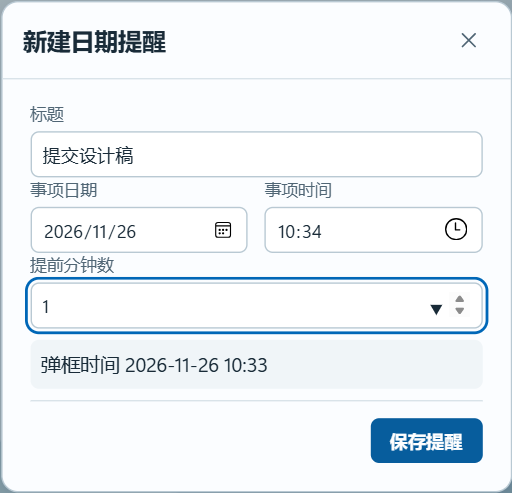 新建日期提醒
标题
提交设计稿
事项日期 事项时间
2026/11/26 10:34
提前分钟数
1
弹框时间 2026-11-26 10:33
保存提醒